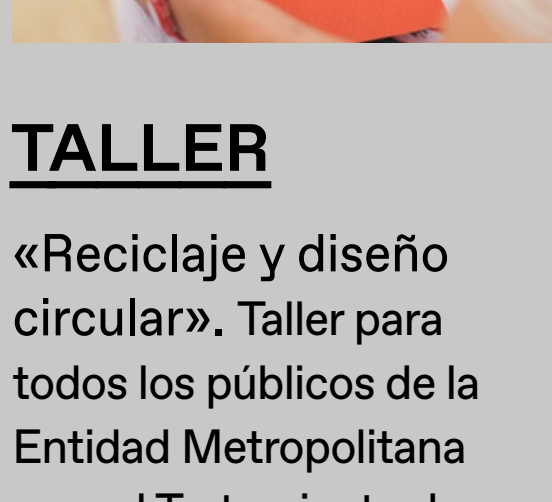 TALLER
«Reciclaje y diseño
circular». Taller para
todos los públicos de la
Entidad Metropolitana